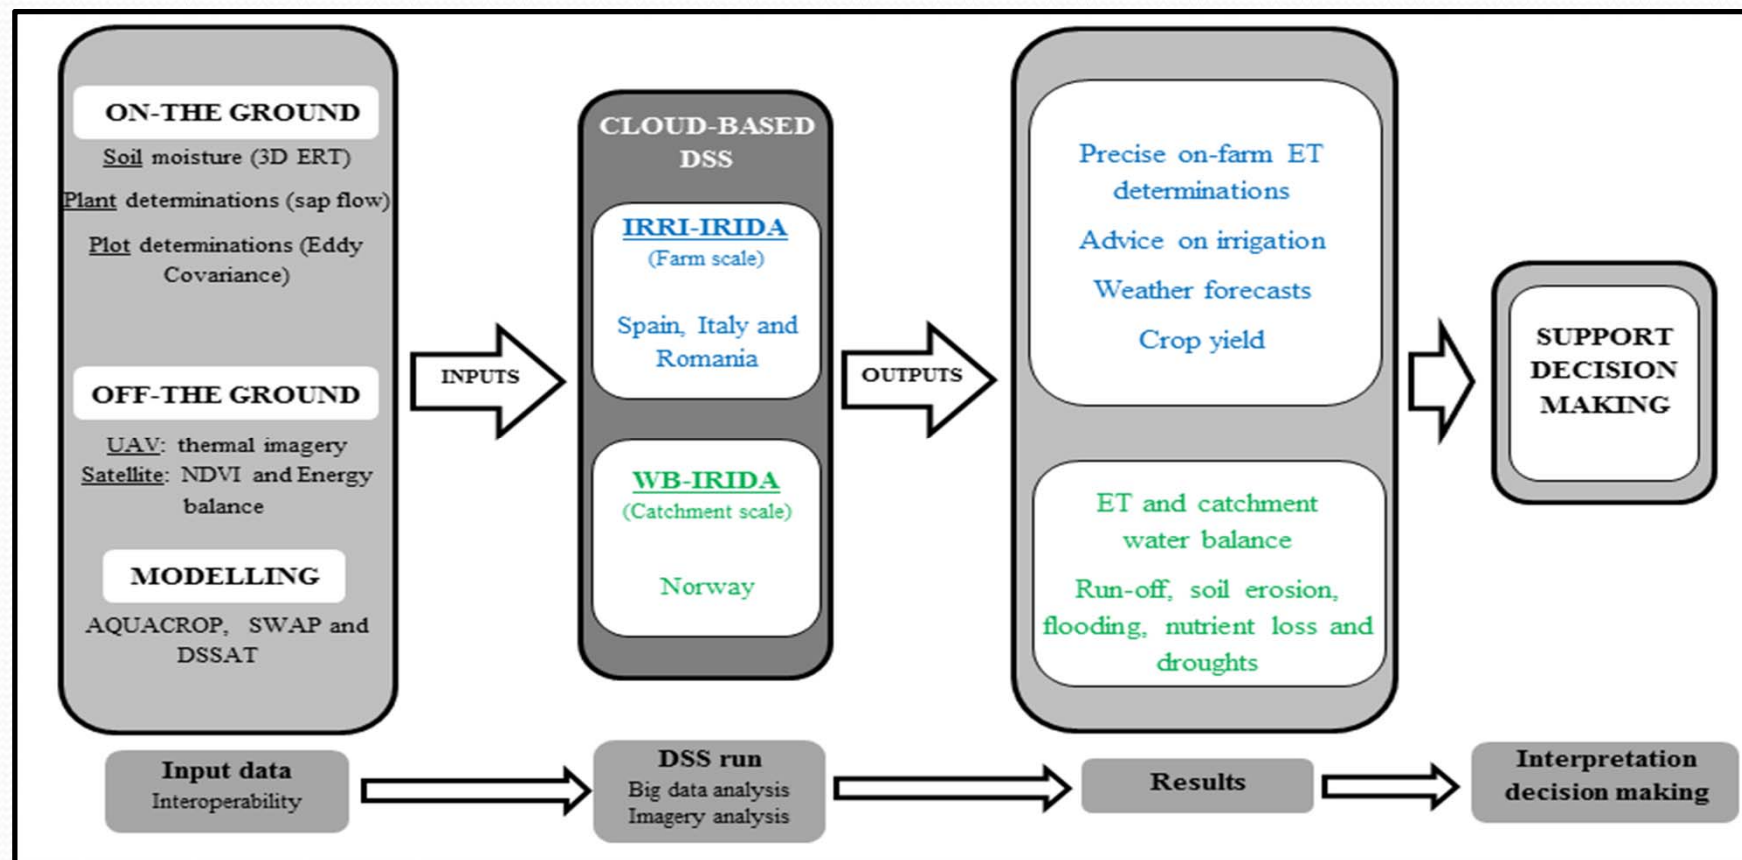 ON-THE GROUND
Soil moisture (3D ERT)
Plant determinations (sap flow)
Plot determinations (Eddy
Covariance)
OFF-THE GROUND
UAV: thermal imagery
Satellite: NDVI and Energy
balance
MODELLING
AQUACROP, SWAP and
DSSAT
INPUTS
CLOUD-BASED
DSS
IRRI-IRIDA
(Farm scale)
Spain, Italy and
Romania
WB-IRIDA
(Catchment scale)
Norway
OUTPUTS
Precise on-farm ET
determinations
Advice on irrigation
Weather forecasts
Crop yield
ET and catchment
water balance
Run-off, soil erosion,
flooding, nutrient loss and
droughts
SUPPORT
DECISION
MAKING
Input data
Interoperability
DSS run
Big data analysis
Imagery analysis
Results
Interpretation
decision making